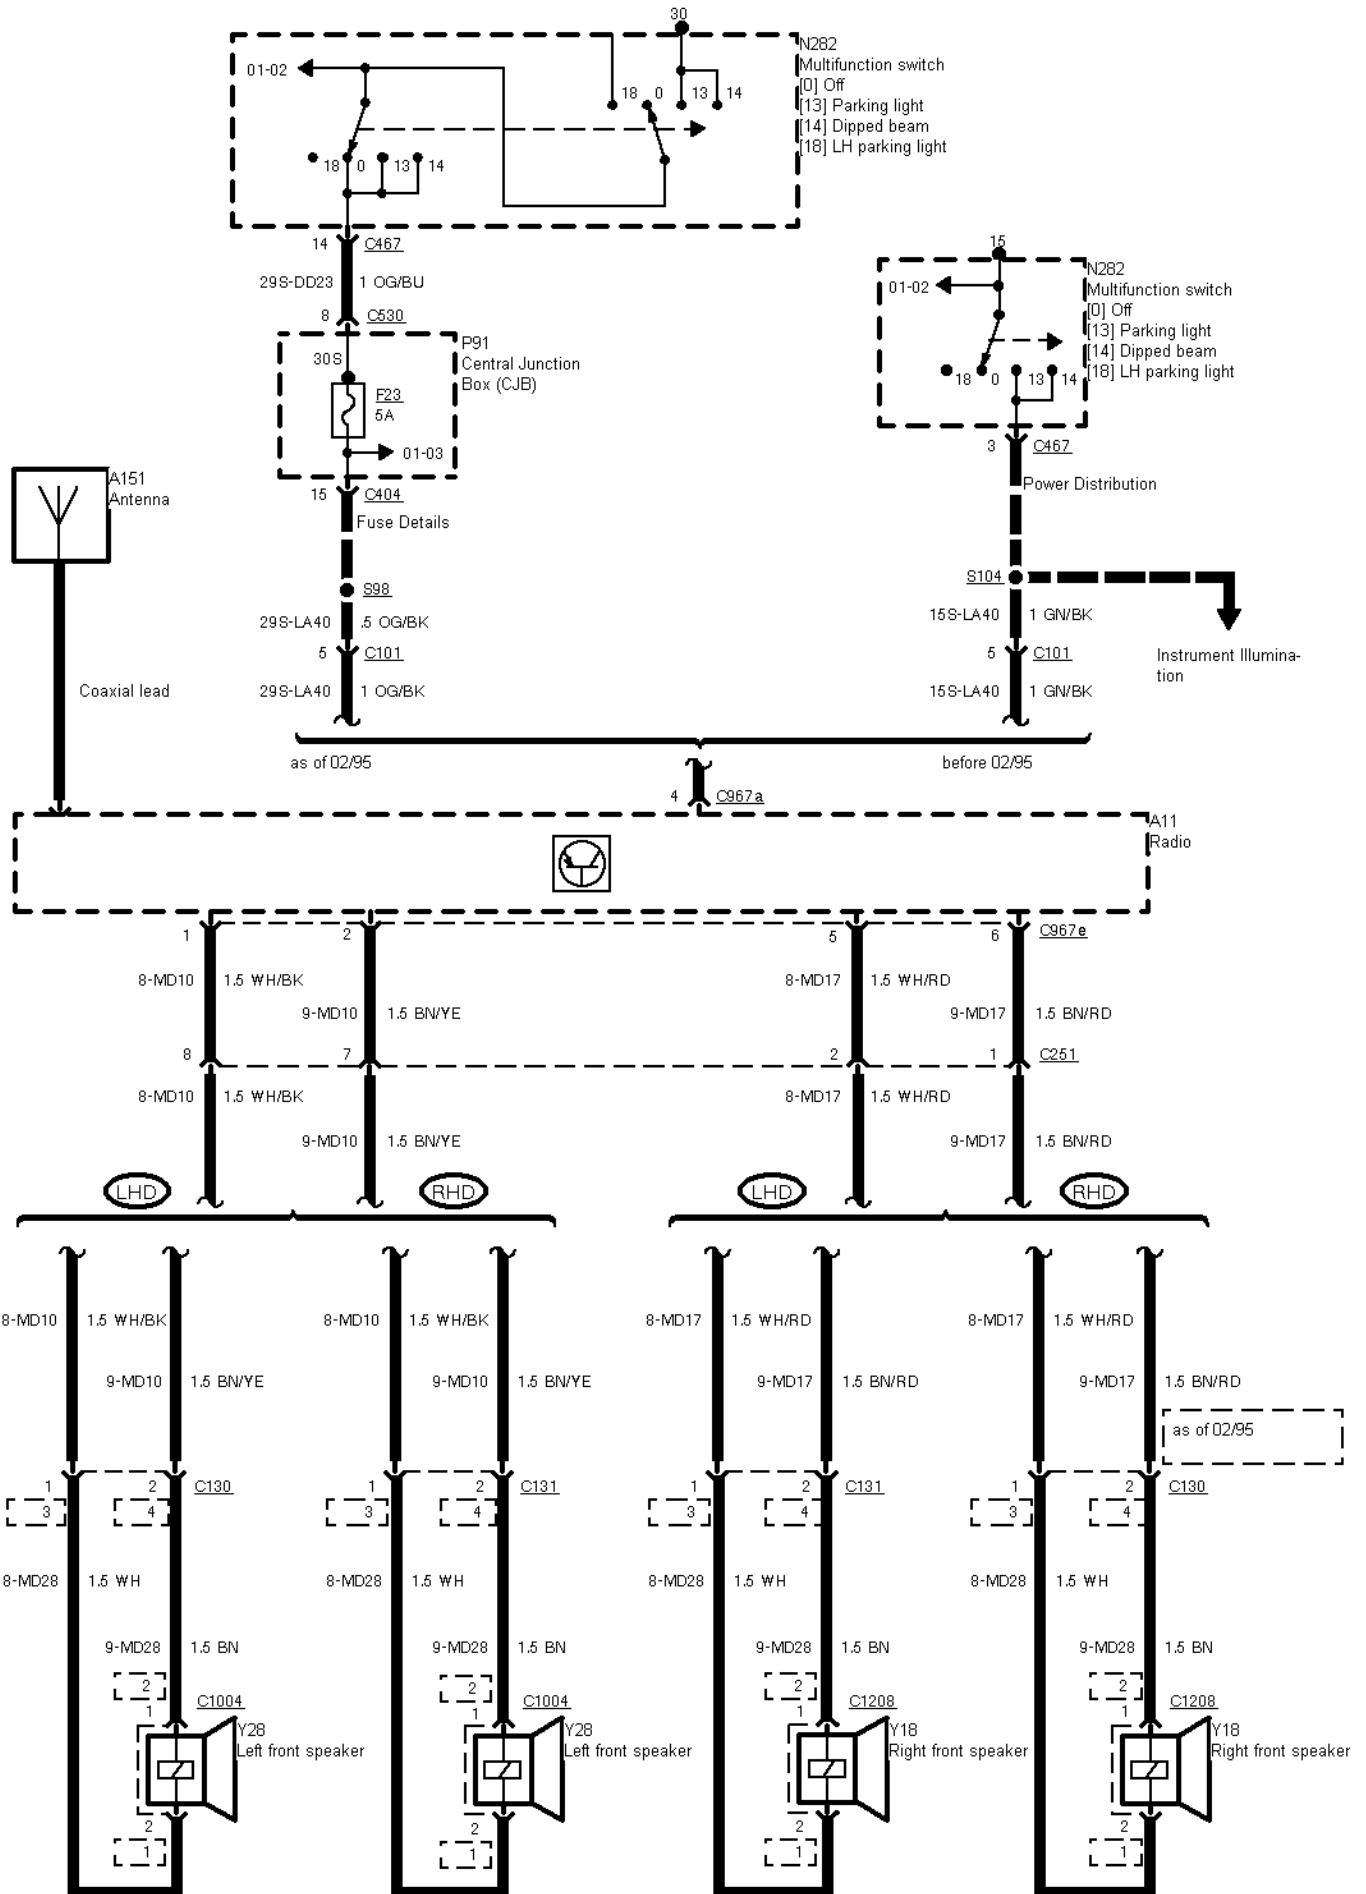 30
N282
Multifunction switch
[0] Off
[13] Parking light
[14] Dipped beam
[18] LH parking light
01-02
18 0 13 14
18 0 13 14
14 C467
29S-DD23 1 OG/BU
8 C530
P91
Central Junction
Box (CJB)
30S
F23
5A
01-03
15 C404
Fuse Details
S98
29S-LA40 .5 OG/BK
5 C101
29S-LA40 1 OG/BK
15
N282
Multifunction switch
[0] Off
[13] Parking light
[14] Dipped beam
[18] LH parking light
01-02
18 0 13 14
3 C467
Power Distribution
S104
15S-LA40 1 GN/BK
5 C101
15S-LA40 1 GN/BK
Instrument Illumina-
tion
A151
Antenna
Coaxial lead
as of 02/95 before 02/95
4 C967a
A11
Radio
1 2 5 6 C967e
8-MD10 1.5 WH/BK 8-MD17 1.5 WH/RD
9-MD10 1.5 BN/YE 9-MD17 1.5 BN/RD
8 7 2 1 C251
8-MD10 1.5 WH/BK 8-MD17 1.5 WH/RD
9-MD10 1.5 BN/YE 9-MD17 1.5 BN/RD
LHD RHD LHD RHD
8-MD10 1.5 WH/BK 8-MD10 1.5 WH/BK 8-MD17 1.5 WH/RD 8-MD17 1.5 WH/RD
9-MD10 1.5 BN/YE 9-MD10 1.5 BN/YE 9-MD17 1.5 BN/RD 9-MD17 1.5 BN/RD
as of 02/95
1 2 C130 1 2 C131 1 2 C131 1 2 C130
3 4 3 4 3 4 3 4
8-MD28 1.5 WH 8-MD28 1.5 WH 8-MD28 1.5 WH 8-MD28 1.5 WH
9-MD28 1.5 BN 9-MD28 1.5 BN 9-MD28 1.5 BN 9-MD28 1.5 BN
2 2 2 2
1 C1004 1 C1004 1 C1208 1 C1208
Y28 Y28 Y18 Y18
Left front speaker Left front speaker Right front speaker Right front speaker
2 2 2 2
1 1 1 1